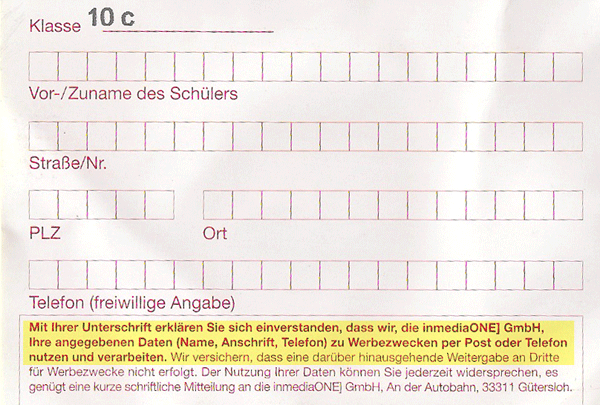 Klasse 10 c
Vor-/Zuname des Schülers
Straße/Nr.
PLZ Ort
Telefon (freiwillige Angabe)
Mit Ihrer Unterschrift erklären Sie sich einverstanden, dass wir, die inmediaONE] GmbH,
Ihre angegebenen Daten (Name, Anschrift, Telefon) zu Werbezwecken per Post oder Telefon
nutzen und verarbeiten. Wir versichern, dass eine darüber hinausgehende Weitergabe an Dritte
für Werbezwecke nicht erfolgt. Der Nutzung Ihrer Daten können Sie jederzeit widersprechen, es
genügt eine kurze schriftliche Mitteilung an die inmediaONE] GmbH, An der Autobahn, 33311 Gütersloh.